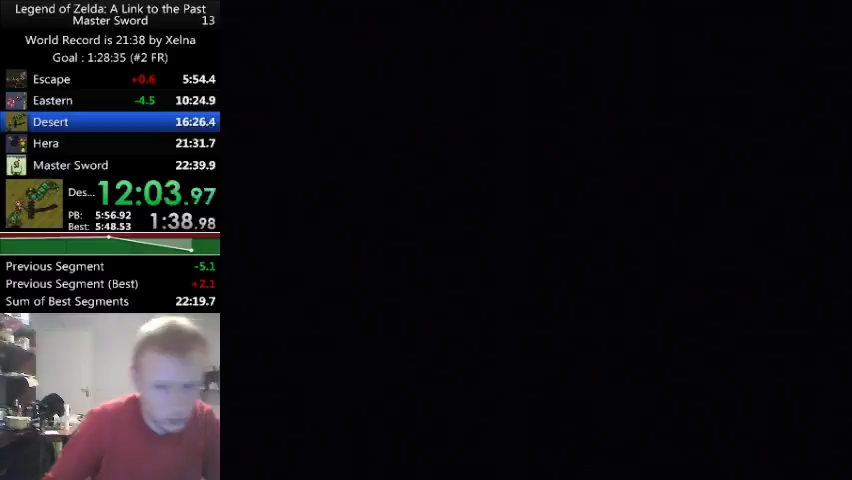 Legend of Zelda: A Link to the Past
Master Sword 13
World Record is 21:38 by Xelna
Goal : 1:28:35 (#2 FR)
Escape +0.6 5:54.4
Eastern -4.5 10:24.9
Desert 16:26.4
Hera 21:31.7
Master Sword 22:39.9
Des... 12:03.97
PB: 5:56.92 1:38.98
Best: 5:48.53
Previous Segment -5.1
Previous Segment (Best) +2.1
Sum of Best Segments 22:19.7